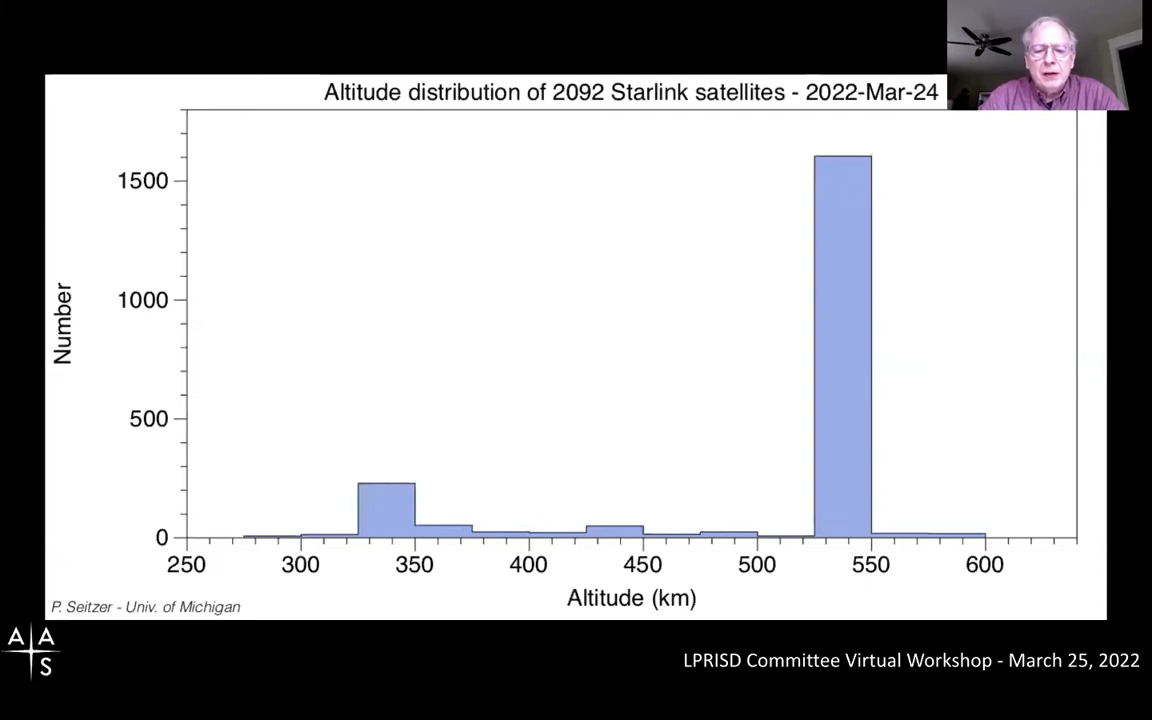 Altitude distribution of 2092 Starlink satellites - 2022-Mar-24
1500
1000
500
0
Number
250 300 350 400 450 500 550 600
Altitude (km)
P. Seitzer - Univ. of Michigan
A A
S
LPRISD Committee Virtual Workshop - March 25, 2022